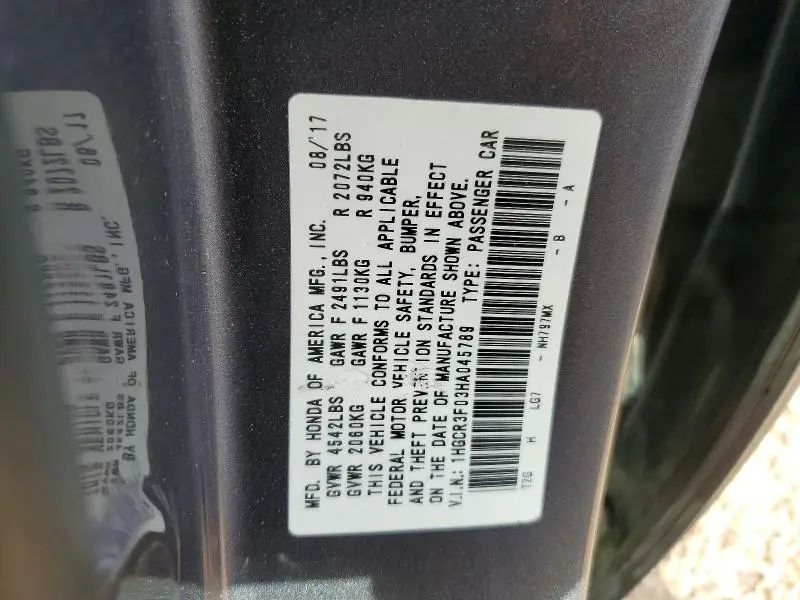 MFD. BY HONDA OF AMERICA MFG., INC. 08/'17
GVWR 4542LBS GAWR F 2491LBS R 2072LBS
GVWR 2060KG GAWR F 1130KG R 940KG
THIS VEHICLE CONFORMS TO ALL APPLICABLE
FEDERAL MOTOR VEHICLE SAFETY, BUMPER,
AND THEFT PREVENTION STANDARDS IN EFFECT
ON THE DATE OF MANUFACTURE SHOWN ABOVE.
V.I.N.: 1HGCR3F03HA045789 TYPE: PASSENGER CAR
T2G H LG7 - NH797MX - B - A